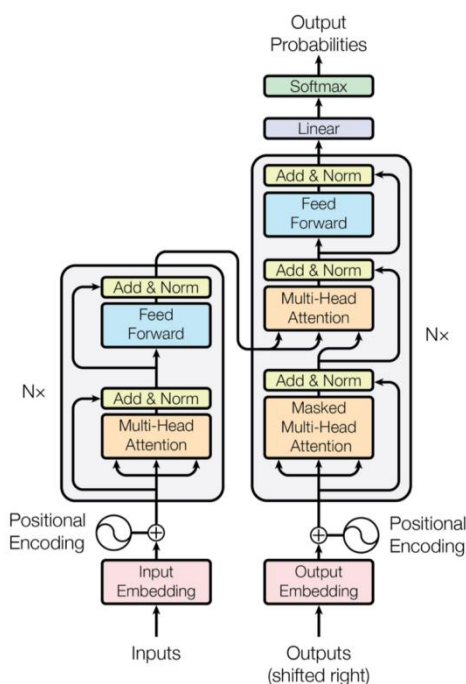 Output
Probabilities
Softmax
Linear
Add & Norm
Feed
Forward
Add & Norm
Multi-Head
Attention
N×
Add & Norm
Masked
Multi-Head
Attention
Add & Norm
Feed
Forward
N×
Add & Norm
Multi-Head
Attention
Positional
Encoding
Positional
Encoding
Input
Embedding
Output
Embedding
Inputs
Outputs
(shifted right)